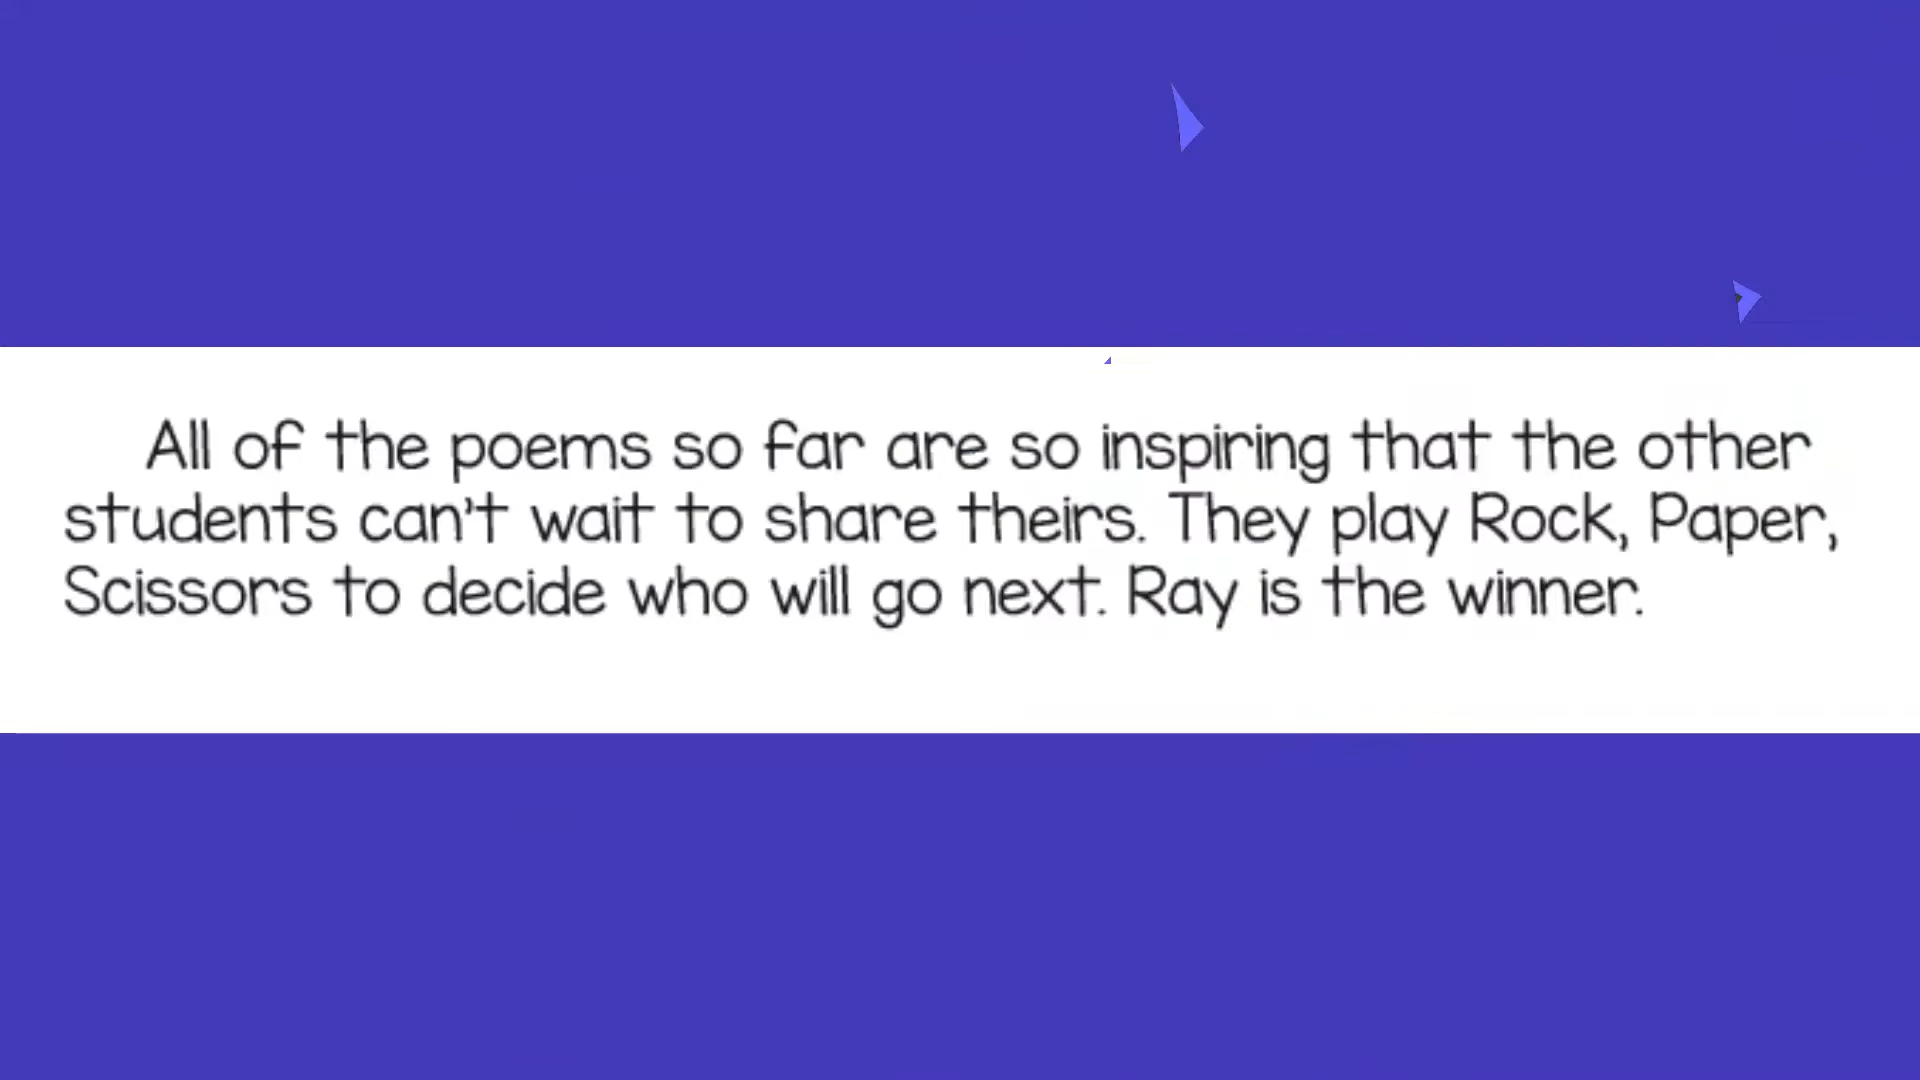 All of the poems so far are so inspiring that the other
students can't wait to share theirs. They play Rock, Paper,
Scissors to decide who will go next. Ray is the winner.